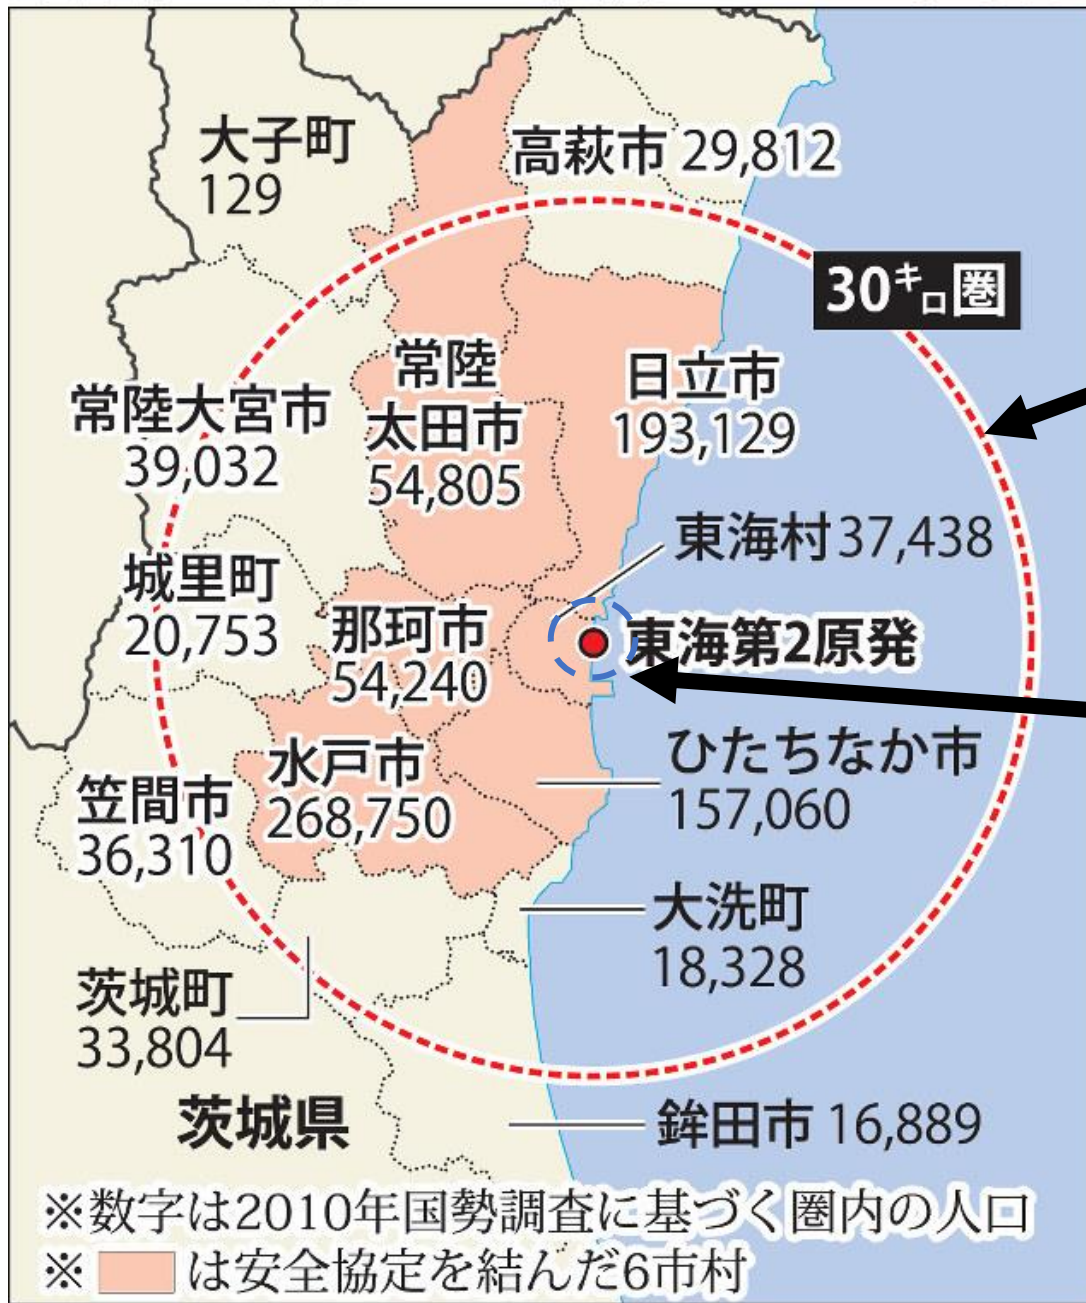 大子町
129
高萩市 29,812
30キロ圏
常陸
太田市
54,805
日立市
193,129
常陸大宮市
39,032
東海村 37,438
城里町
20,753
那珂市
54,240
東海第2原発
ひたちなか市
157,060
水戸市
268,750
笠間市
36,310
大洗町
18,328
茨城町
33,804
茨城県
鉾田市 16,889
※数字は2010年国勢調査に基づく圏内の人口
※ は安全協定を結んだ6市村